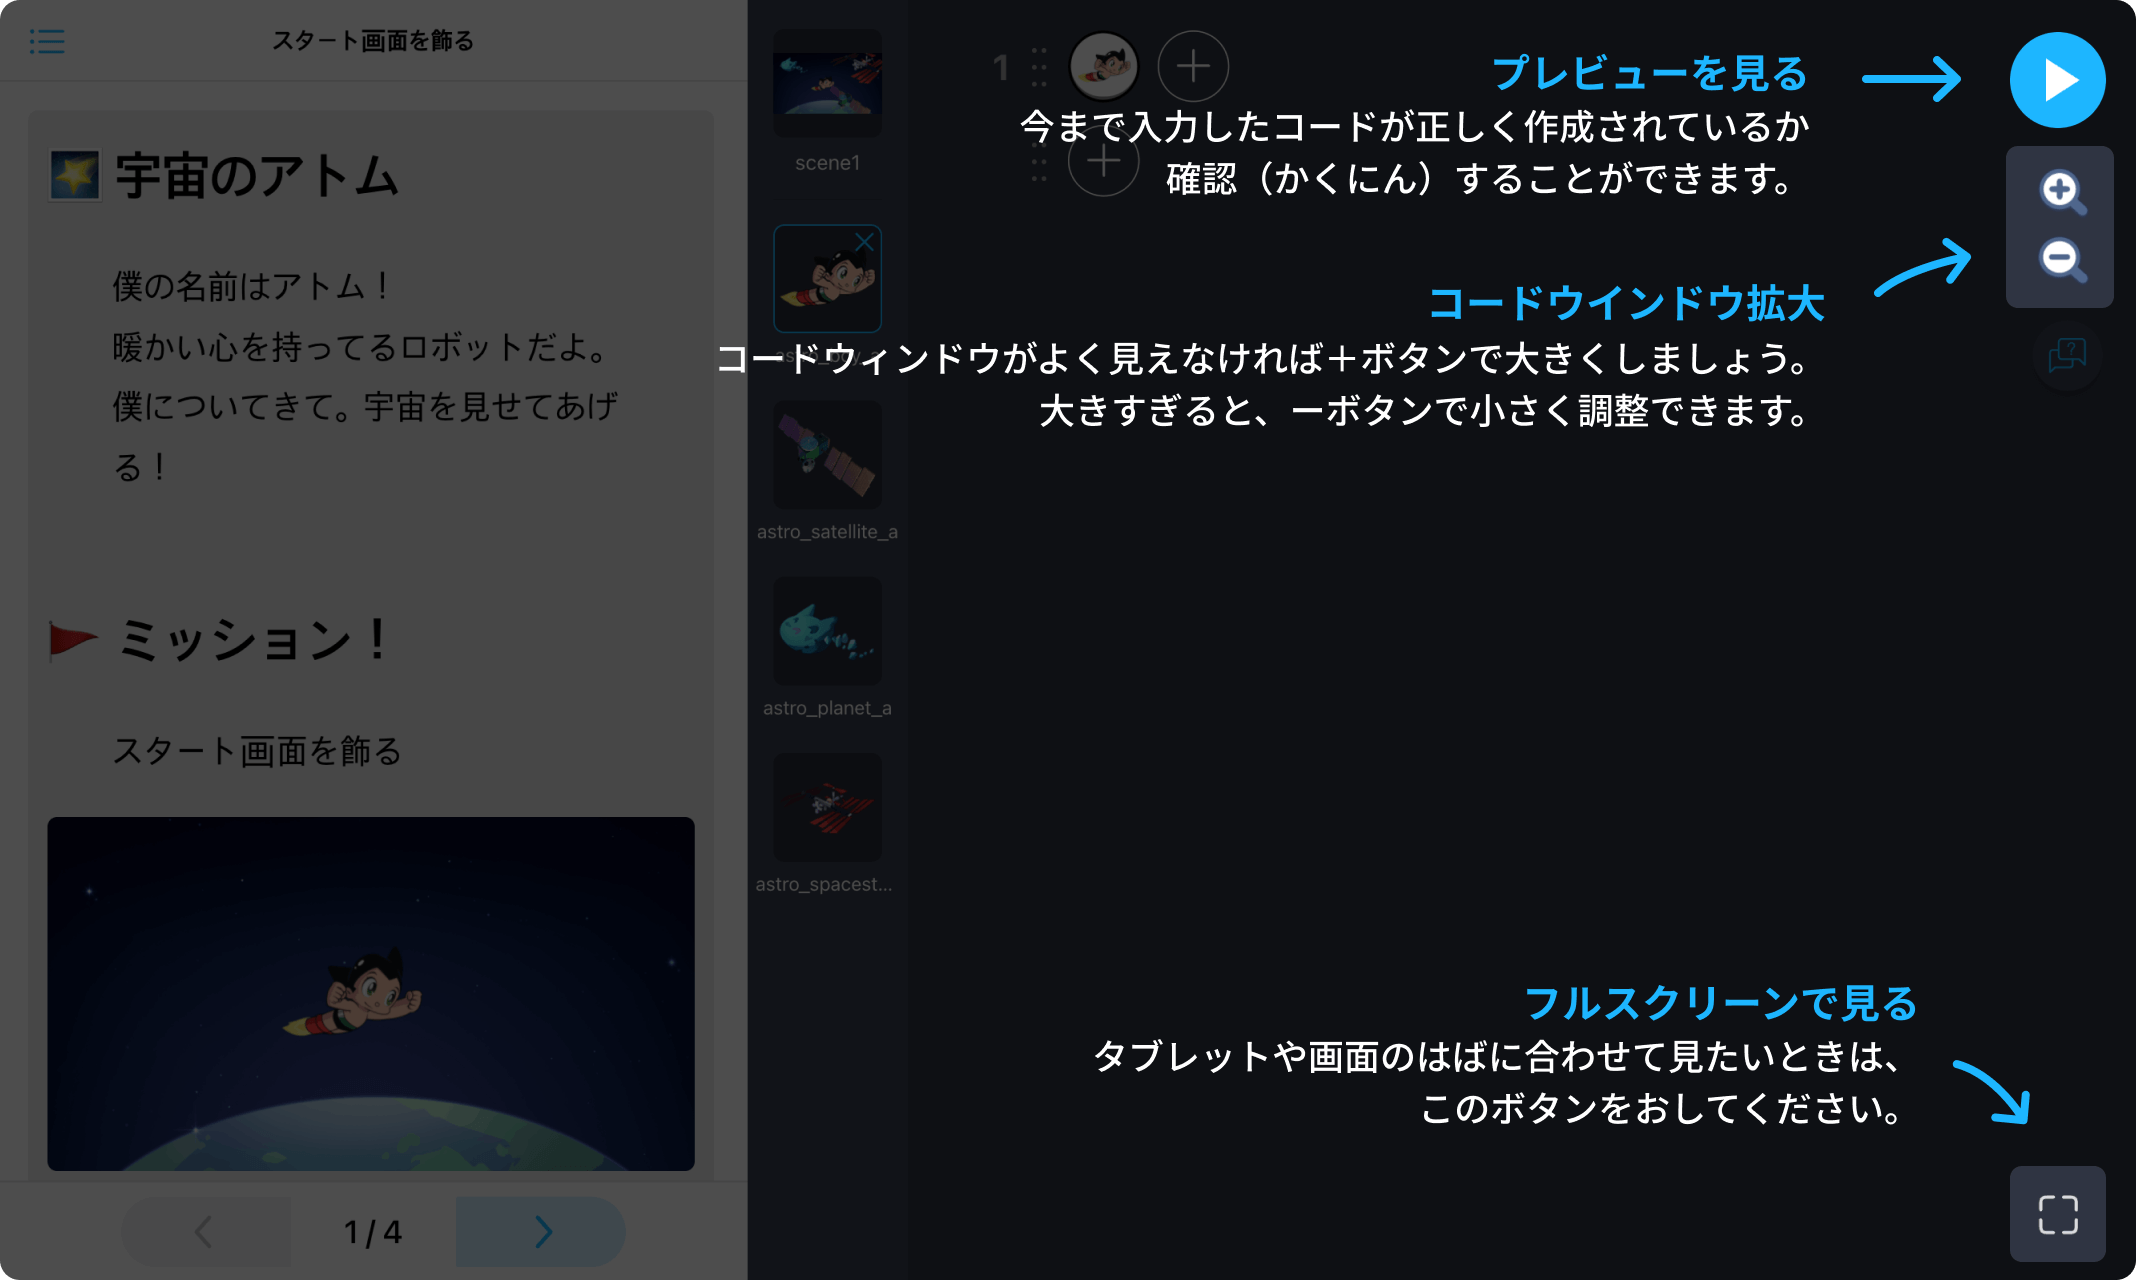 スタート画面を飾る
宇宙のアトム
僕の名前はアトム！
暖かい心を持ってるロボットだよ。
僕についてきて。宇宙を見せてあげ
る！
ミッション！
スタート画面を飾る
1 / 4
scene1
astro_satellite_a
astro_planet_a
astro_spacest...
1
プレビューを見る
今まで入力したコードが正しく作成されているか
確認（かくにん）することができます。
コードウインドウ拡大
コードウィンドウがよく見えなければ＋ボタンで大きくしましょう。
大きすぎると、ーボタンで小さく調整できます。
フルスクリーンで見る
タブレットや画面のはばに合わせて見たいときは、
このボタンをおしてください。